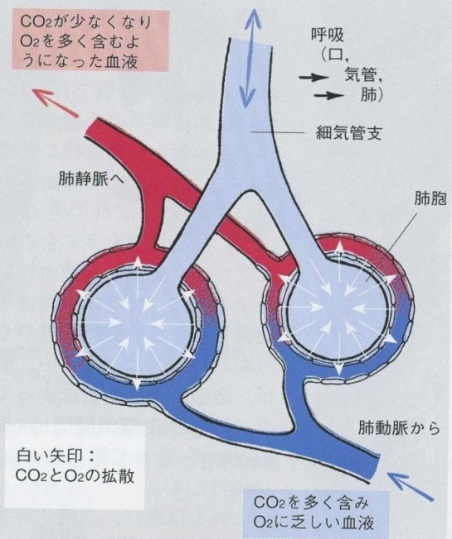 CO2が少なくなり
O2を多く含むよ
うになった血液
呼吸
(口,
→ 気管,
→ 肺)
細気管支
肺静脈へ
肺胞
肺動脈から
白い矢印:
CO2とO2の拡散
CO2を多く含み
O2に乏しい血液